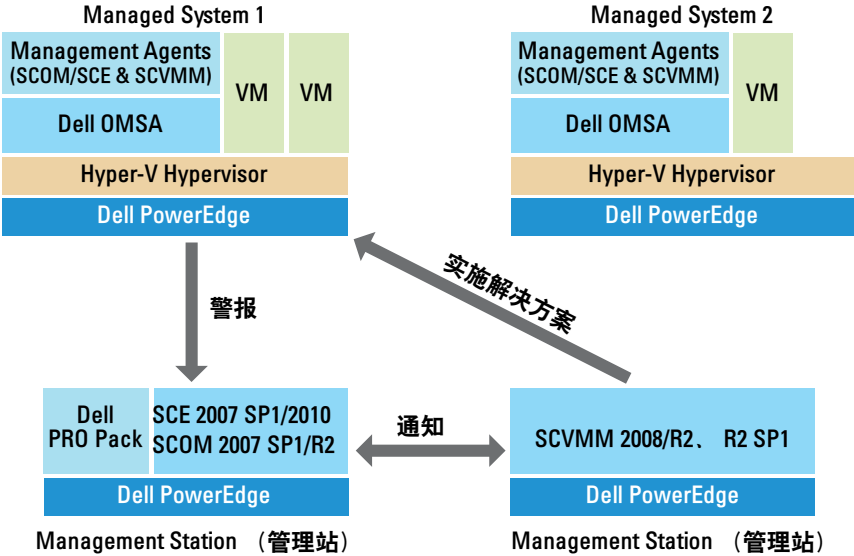 Managed System 1
Management Agents
(SCOM/SCE & SCVMM)
VM
VM
Dell OMSA
Hyper-V Hypervisor
Dell PowerEdge
Managed System 2
Management Agents
(SCOM/SCE & SCVMM)
VM
Dell OMSA
Hyper-V Hypervisor
Dell PowerEdge
警报
实施解决方案
Dell
PRO Pack
SCE 2007 SP1/2010
SCOM 2007 SP1/R2
Dell PowerEdge
Management Station （管理站）
通知
SCVMM 2008/R2、 R2 SP1
Dell PowerEdge
Management Station （管理站）